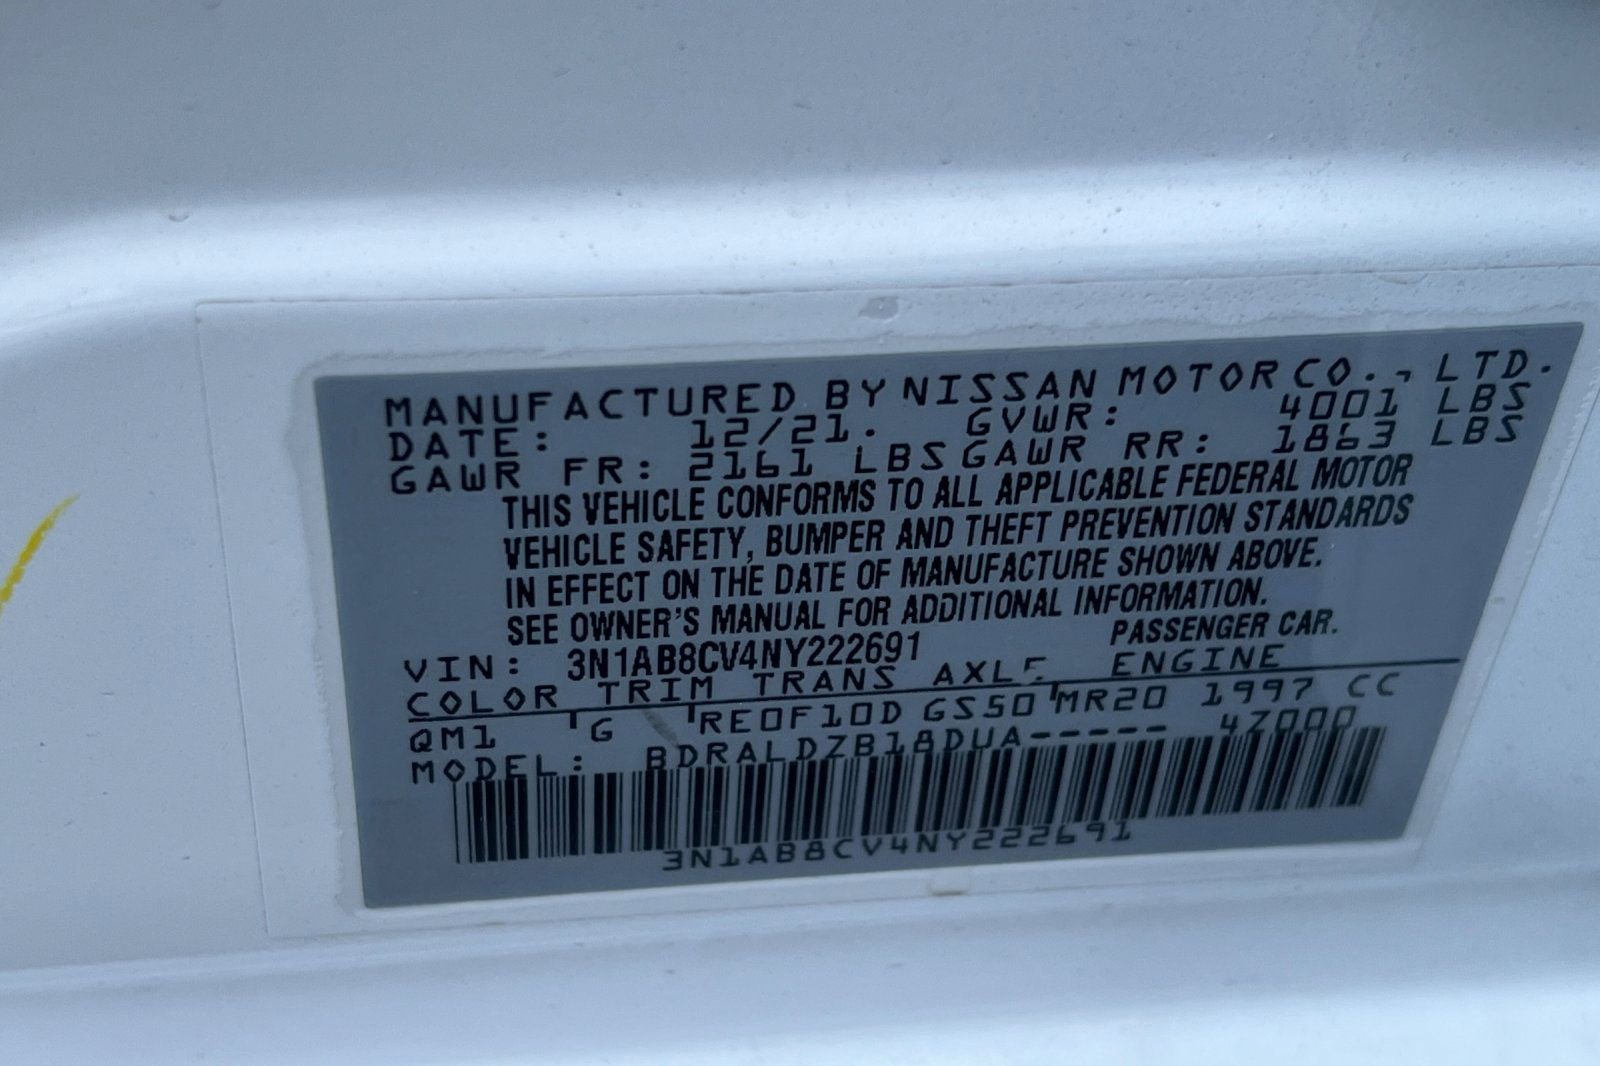 MANUFACTURED BY NISSAN MOTOR CO., LTD.
DATE: 12/21. GVWR: 4001 LBS
GAWR FR: 2161 LBS GAWR RR: 1863 LBS
THIS VEHICLE CONFORMS TO ALL APPLICABLE FEDERAL MOTOR
VEHICLE SAFETY, BUMPER AND THEFT PREVENTION STANDARDS
IN EFFECT ON THE DATE OF MANUFACTURE SHOWN ABOVE.
SEE OWNER'S MANUAL FOR ADDITIONAL INFORMATION.
VIN: 3N1AB8CV4NY222691 PASSENGER CAR.
COLOR TRIM TRANS AXLE ENGINE
QM1 G RE0F10D GS50 MR20 1997 CC
MODEL: BDRALDZB18DUA----- 4Z000
3N1AB8CV4NY222691